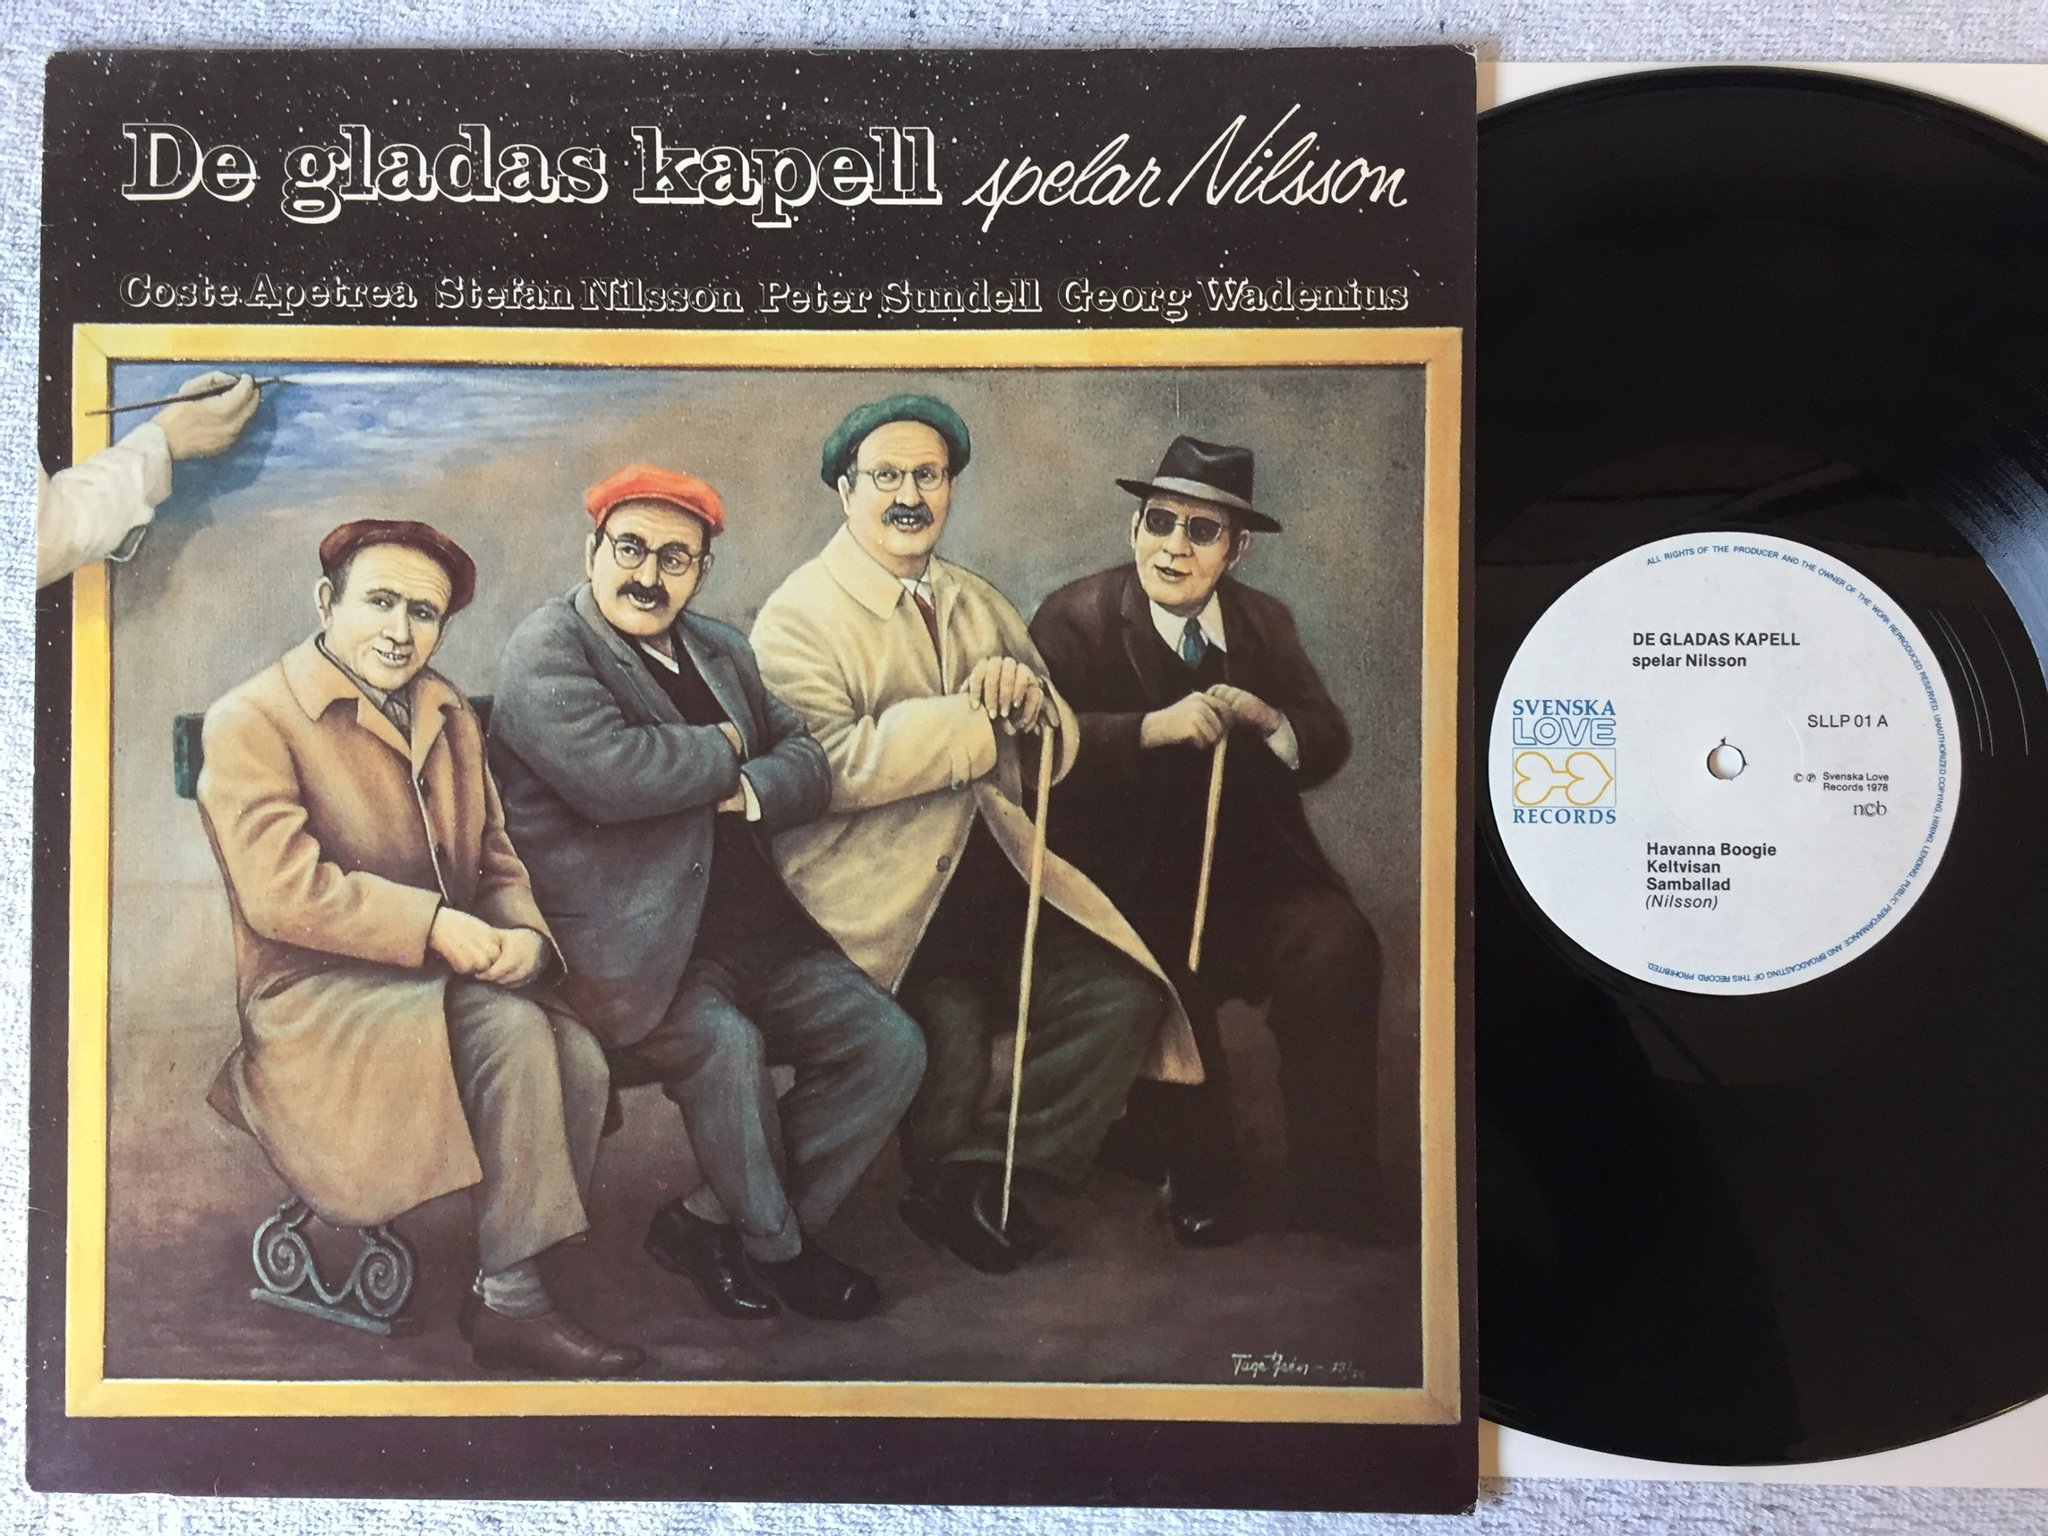 De gladas kapell spelar Nilsson
Coste Apetrea Stefan Nilsson Peter Sundell Georg Wadenius
ALL RIGHTS OF THE PRODUCER AND THE OWNER OF THE WORK REPRODUCED RESERVED. UNAUTHORIZED COPYING, HIRING, LENDING, PUBLIC PERFORMANCE AND BROADCASTING OF THIS RECORD PROHIBITED.
DE GLADAS KAPELL
spelar Nilsson
SVENSKA
LOVE
RECORDS
SLLP 01 A
© ℗ Svenska Love
Records 1978
ncb
Havanna Boogie
Keltvisan
Samballad
(Nilsson)
Tage Åsén